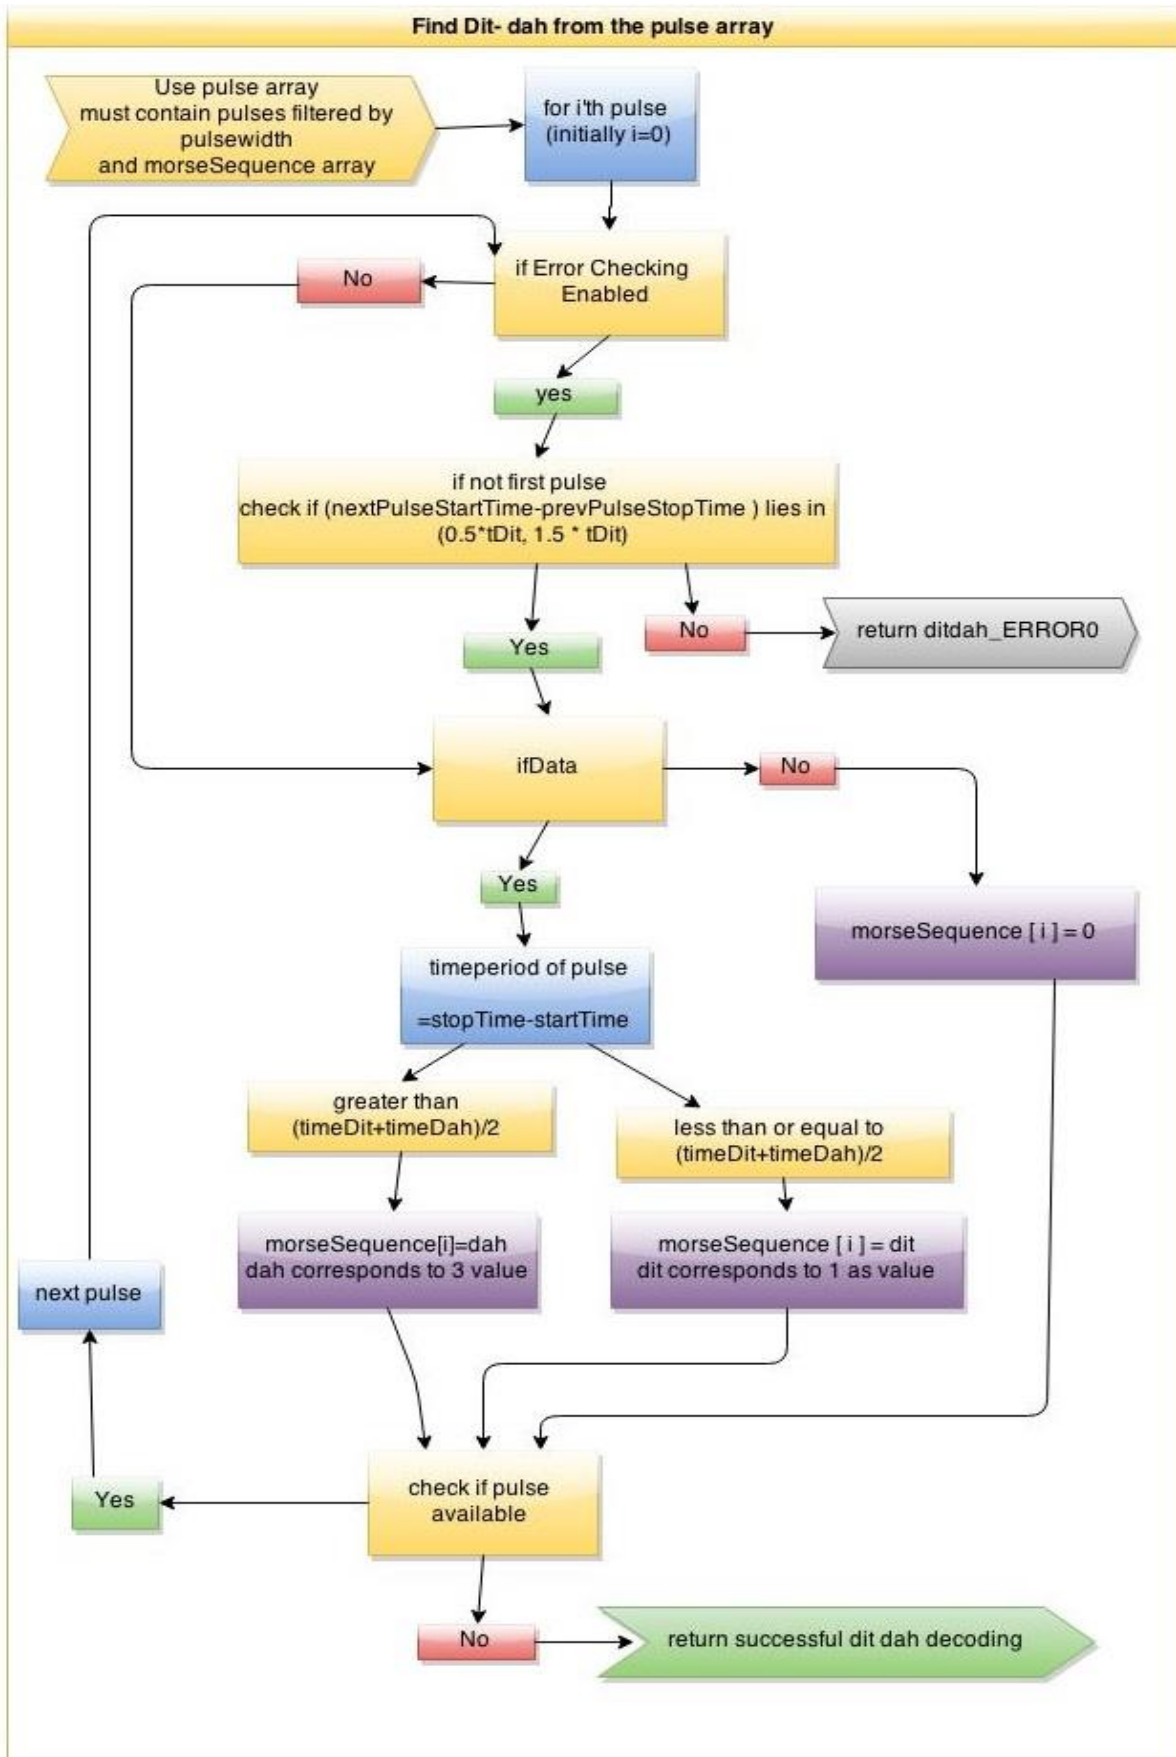 Find Dit- dah from the pulse array
Use pulse array
must contain pulses filtered by
pulsewidth
and morseSequence array
for i'th pulse
(initially i=0)
if Error Checking
Enabled
No
yes
if not first pulse
check if (nextPulseStartTime-prevPulseStopTime ) lies in
(0.5*tDit, 1.5 * tDit)
No
return ditdah_ERROR0
Yes
ifData
No
Yes
morseSequence [ i ] = 0
timeperiod of pulse
=stopTime-startTime
greater than
(timeDit+timeDah)/2
less than or equal to
(timeDit+timeDah)/2
morseSequence[i]=dah
dah corresponds to 3 value
morseSequence [ i ] = dit
dit corresponds to 1 as value
next pulse
check if pulse
available
Yes
No
return successful dit dah decoding